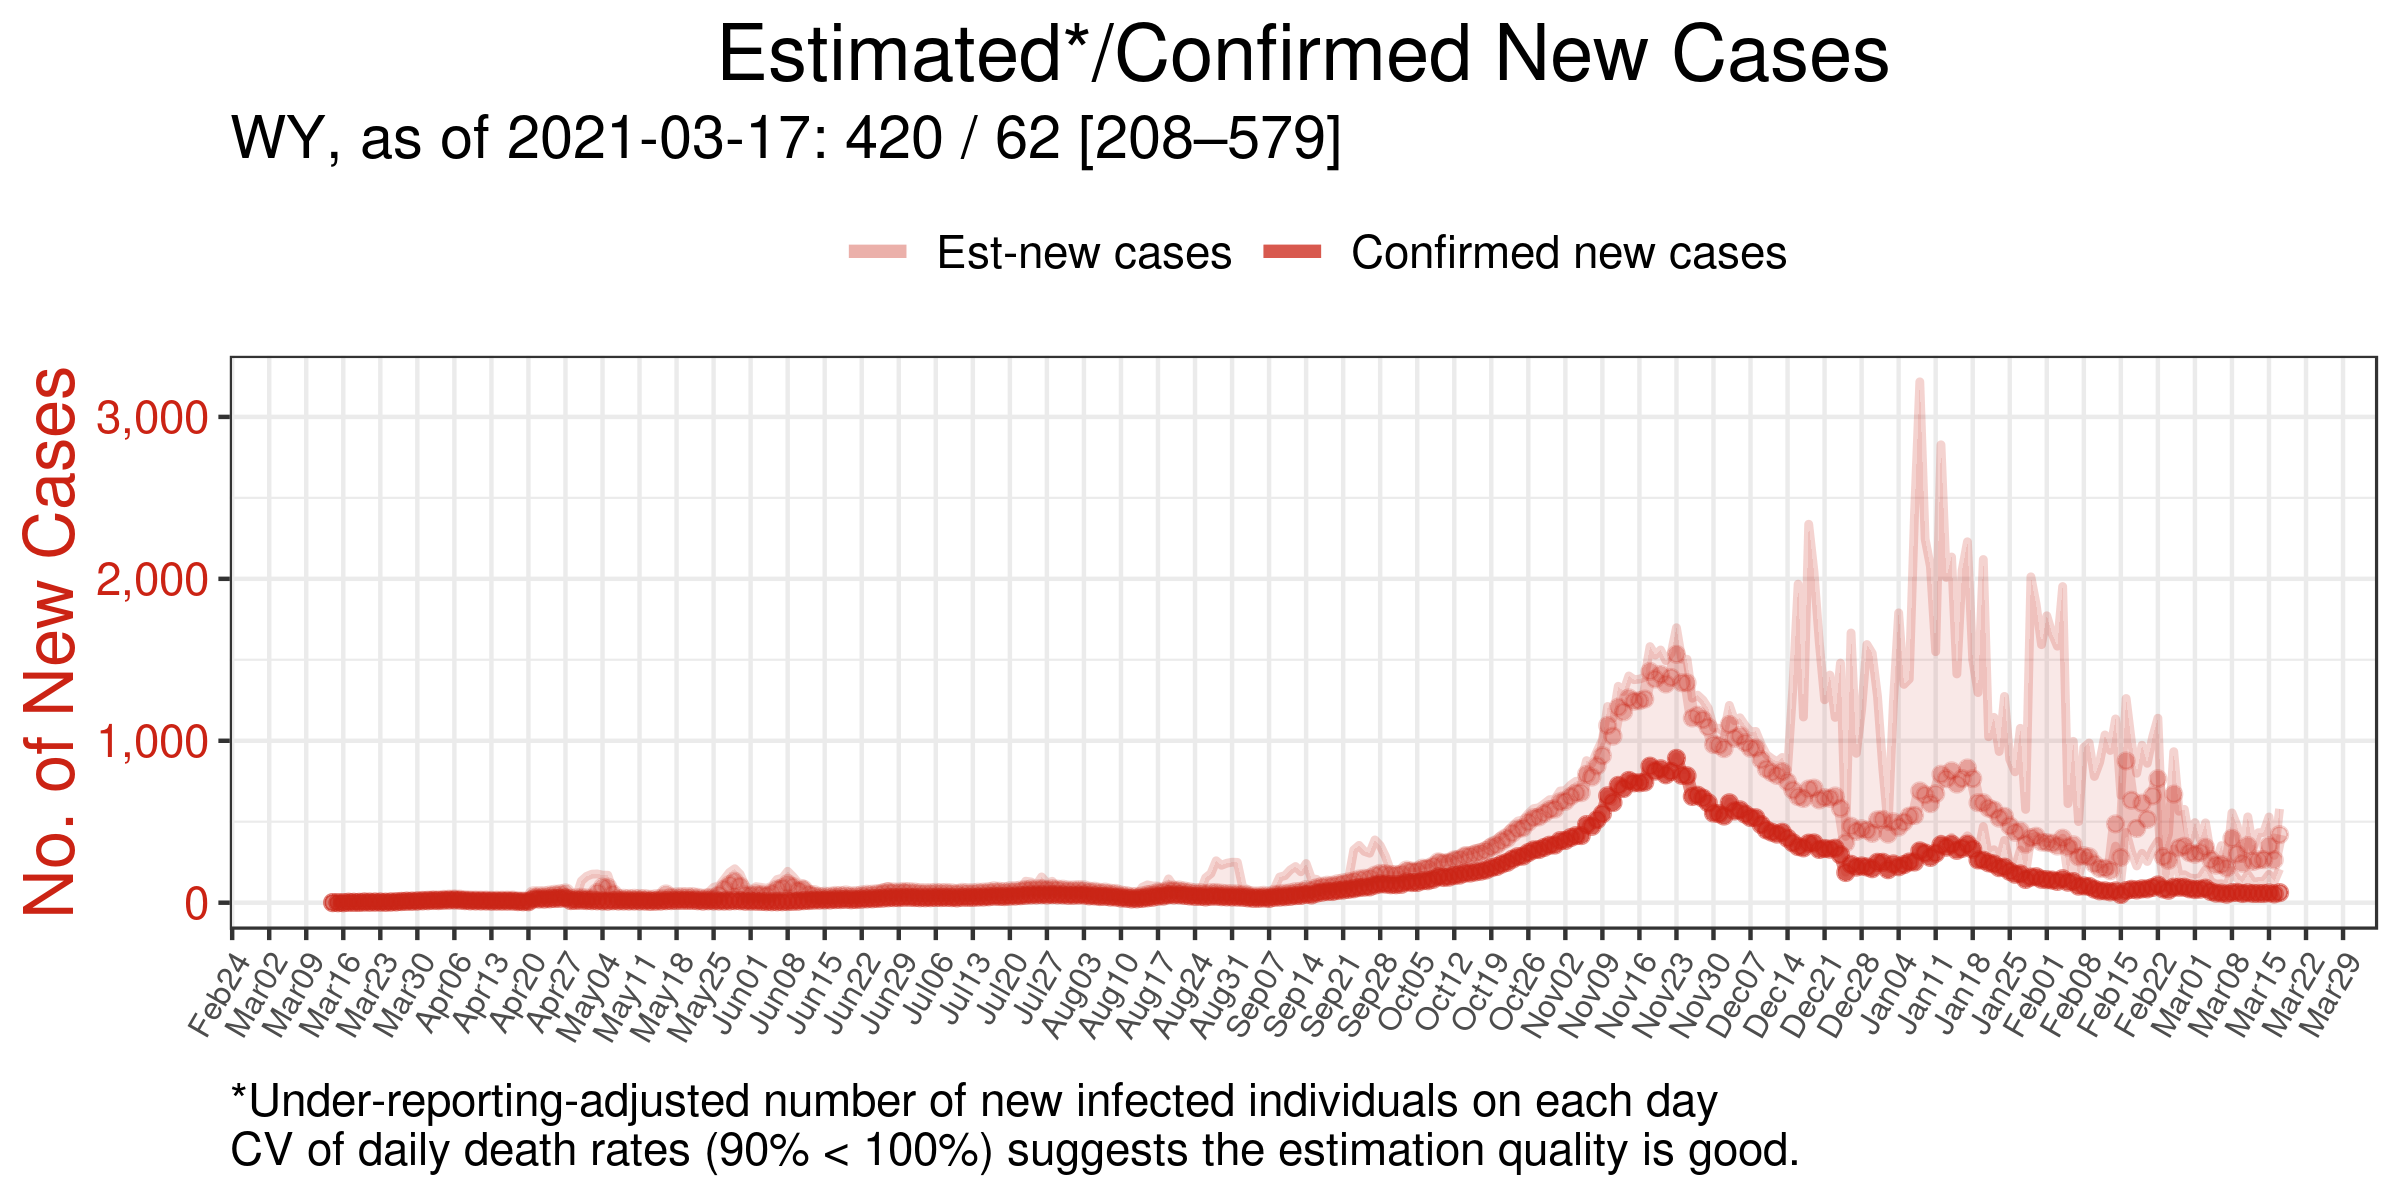 Estimated*/Confirmed New Cases
WY, as of 2021-03-17: 420 / 62 [208–579]
Est-new cases
Confirmed new cases
No. of New Cases
3,000
2,000
1,000
0
Feb24
Mar02
Mar09
Mar16
Mar23
Mar30
Apr06
Apr13
Apr20
Apr27
May04
May11
May18
May25
Jun01
Jun08
Jun15
Jun22
Jun29
Jul06
Jul13
Jul20
Jul27
Aug03
Aug10
Aug17
Aug24
Aug31
Sep07
Sep14
Sep21
Sep28
Oct05
Oct12
Oct19
Oct26
Nov02
Nov09
Nov16
Nov23
Nov30
Dec07
Dec14
Dec21
Dec28
Jan04
Jan11
Jan18
Jan25
Feb01
Feb08
Feb15
Feb22
Mar01
Mar08
Mar15
Mar22
Mar29
*Under-reporting-adjusted number of new infected individuals on each day
CV of daily death rates (90% < 100%) suggests the estimation quality is good.